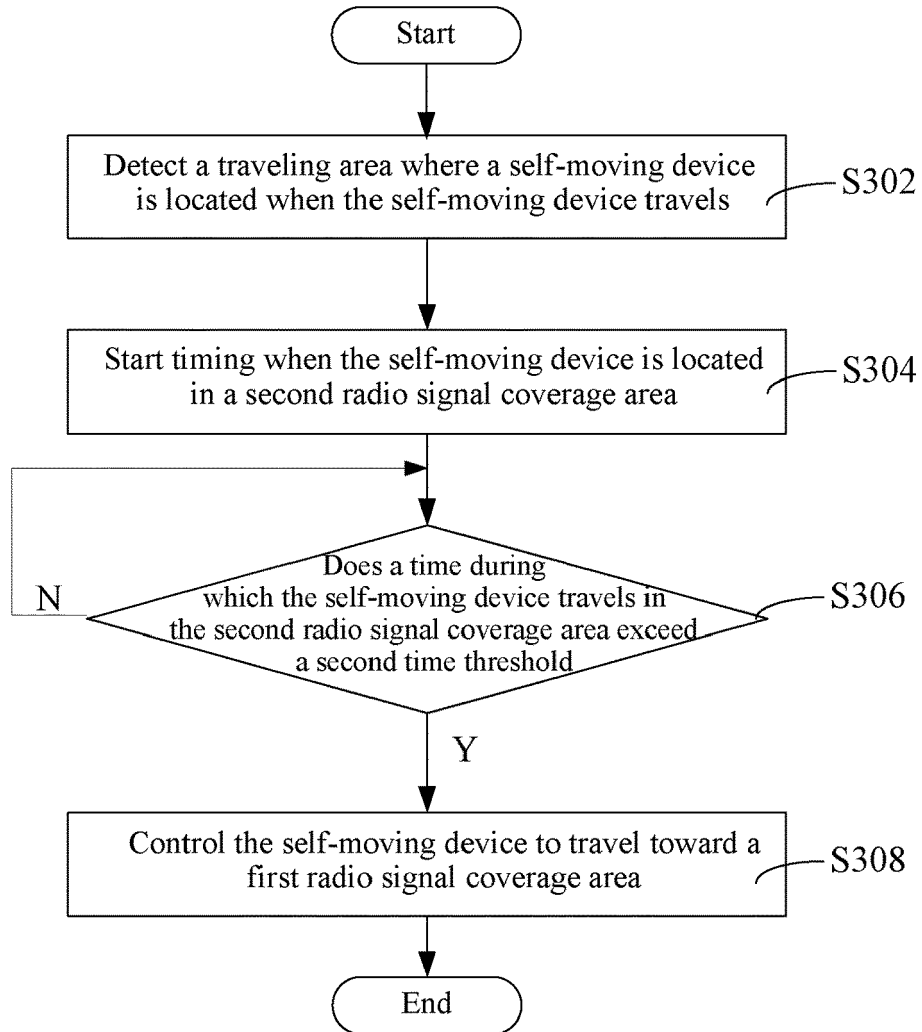 Start
Detect a traveling area where a self-moving device
is located when the self-moving device travels
S302
Start timing when the self-moving device is located
in a second radio signal coverage area
S304
Does a time during
which the self-moving device travels in
the second radio signal coverage area exceed
a second time threshold
S306
N
Y
Control the self-moving device to travel toward a
first radio signal coverage area
S308
End